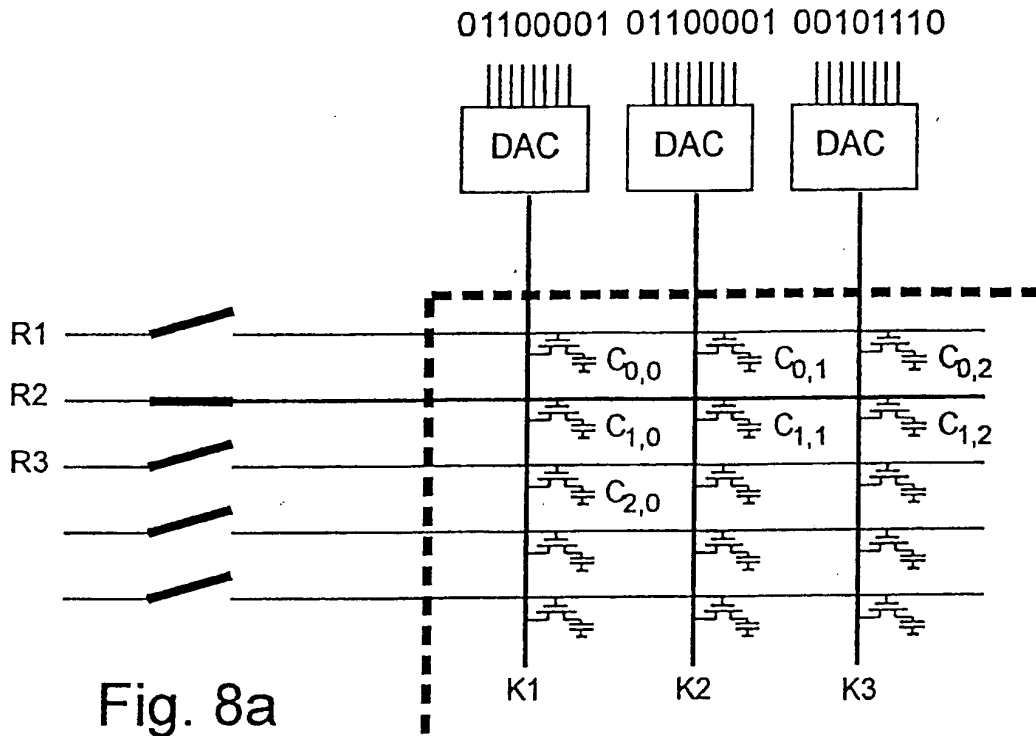 01100001 01100001 00101110
DAC DAC DAC
R1
C0,0 C0,1 C0,2
R2
C1,0 C1,1 C1,2
R3
C2,0
K1 K2 K3
Fig. 8a